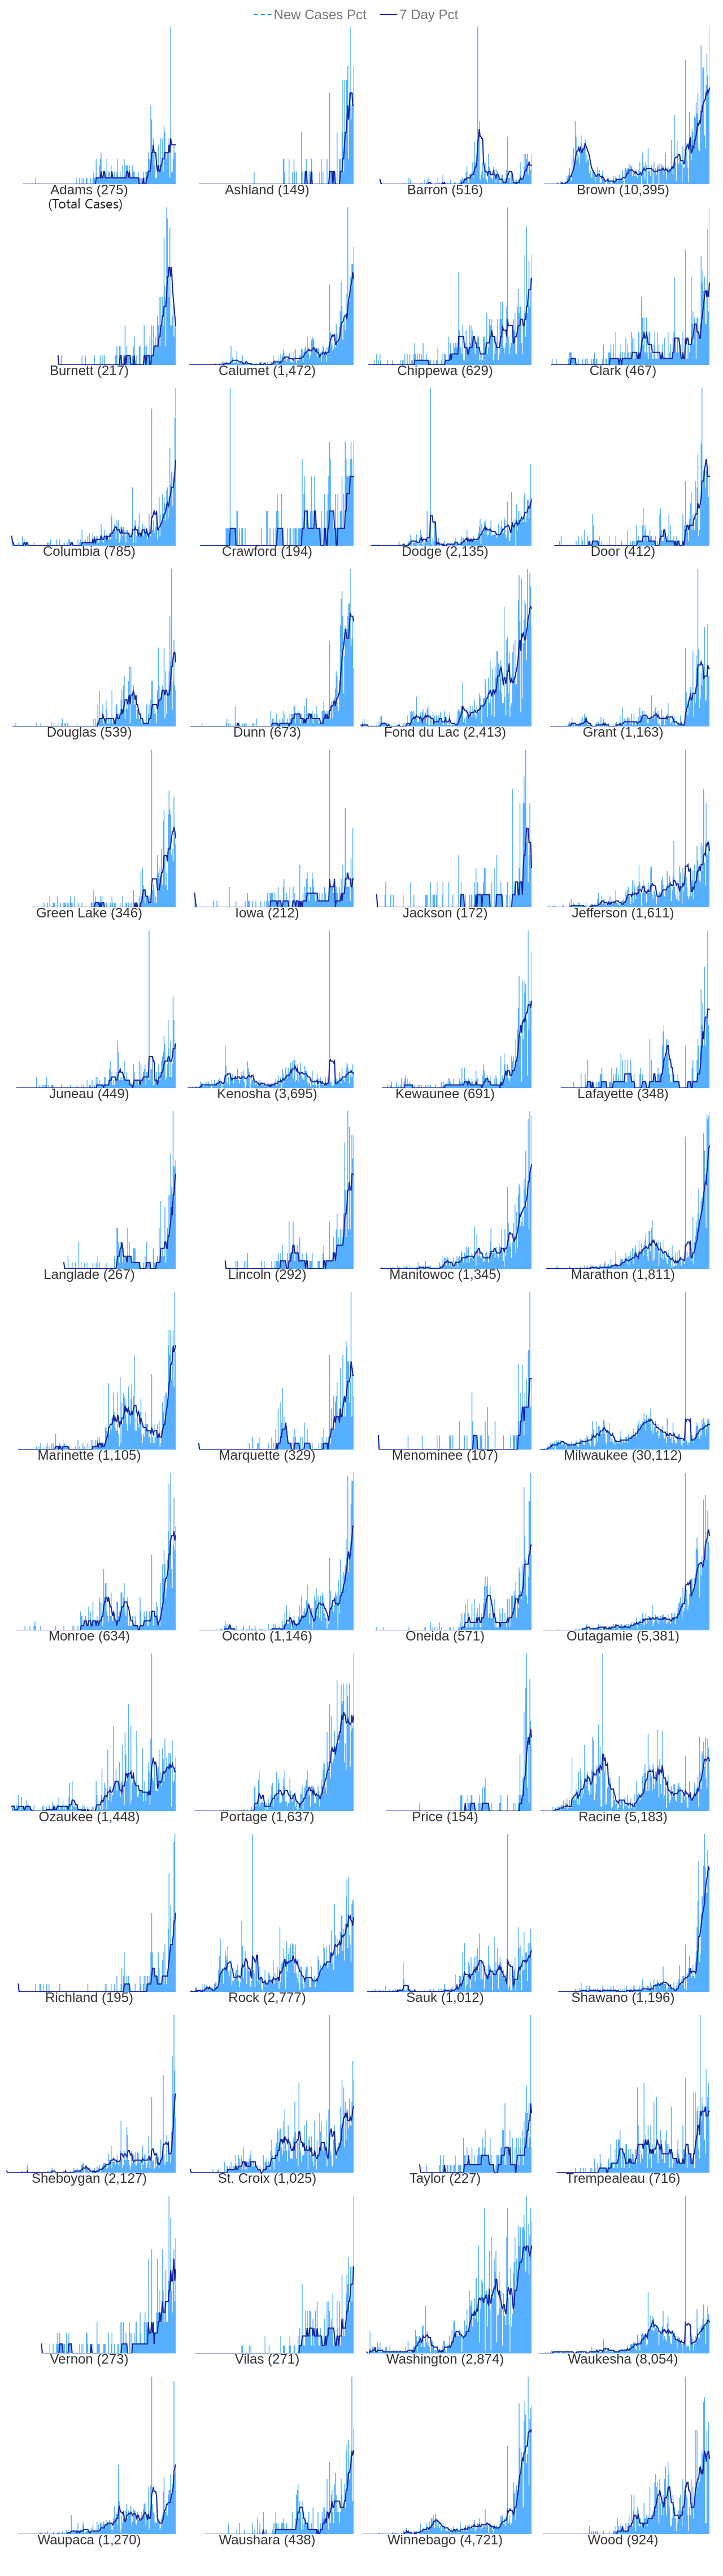 New Cases Pct 7 Day Pct
Adams (275) Ashland (149) Barron (516) Brown (10,395)
(Total Cases)
Burnett (217) Calumet (1,472) Chippewa (629) Clark (467)
Columbia (785) Crawford (194) Dodge (2,135) Door (412)
Douglas (539) Dunn (673) Fond du Lac (2,413) Grant (1,163)
Green Lake (346) Iowa (212) Jackson (172) Jefferson (1,611)
Juneau (449) Kenosha (3,695) Kewaunee (691) Lafayette (348)
Langlade (267) Lincoln (292) Manitowoc (1,345) Marathon (1,811)
Marinette (1,105) Marquette (329) Menominee (107) Milwaukee (30,112)
Monroe (634) Oconto (1,146) Oneida (571) Outagamie (5,381)
Ozaukee (1,448) Portage (1,637) Price (154) Racine (5,183)
Richland (195) Rock (2,777) Sauk (1,012) Shawano (1,196)
Sheboygan (2,127) St. Croix (1,025) Taylor (227) Trempealeau (716)
Vernon (273) Vilas (271) Washington (2,874) Waukesha (8,054)
Waupaca (1,270) Waushara (438) Winnebago (4,721) Wood (924)